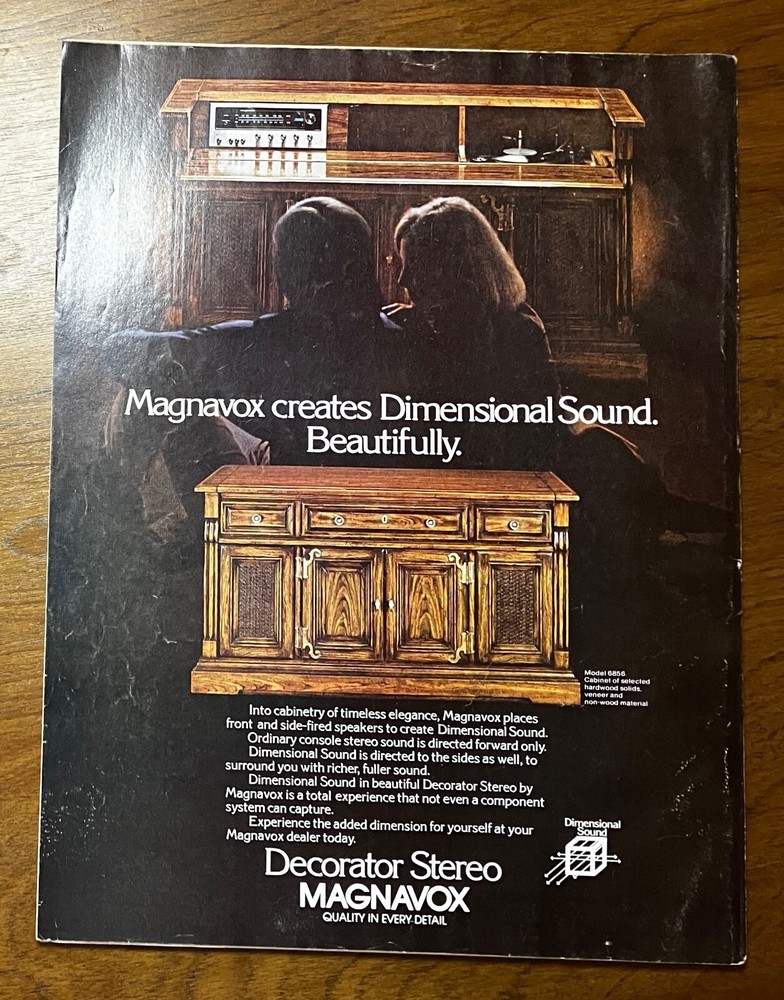 Magnavox creates Dimensional Sound.
Beautifully.
Model 6856
Cabinet of selected
hardwood solids,
veneer and
non-wood material
Into cabinetry of timeless elegance, Magnavox places
front and side-fired speakers to create Dimensional Sound.
Ordinary console stereo sound is directed forward only.
Dimensional Sound is directed to the sides as well, to
surround you with richer, fuller sound.
Dimensional Sound in beautiful Decorator Stereo by
Magnavox is a total experience that not even a component
system can capture.
Experience the added dimension for yourself at your
Magnavox dealer today.
Dimensional
Sound
Decorator Stereo
MAGNAVOX
QUALITY IN EVERY DETAIL